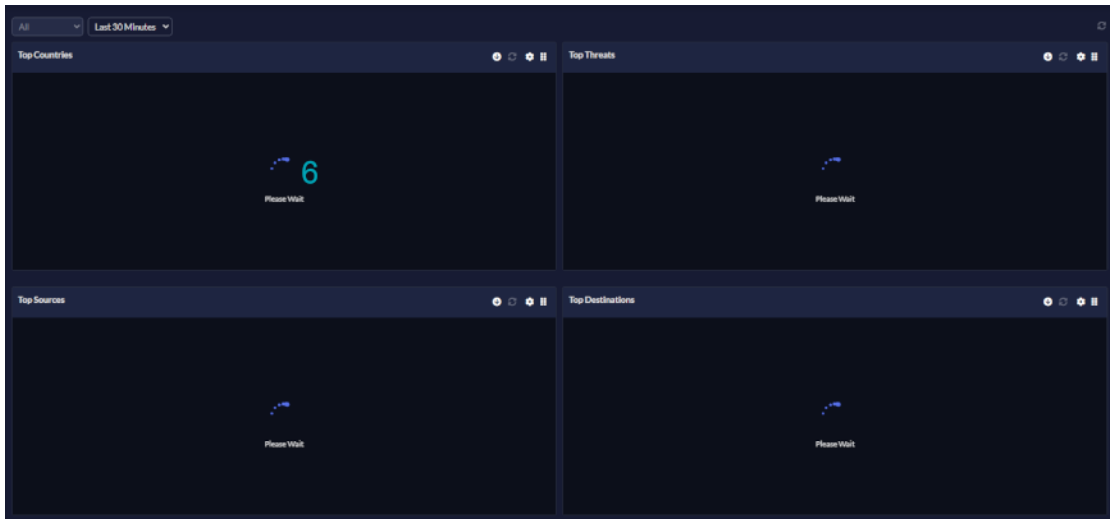 All
Last 30 Minutes
Top Countries
Top Threats
6
Please Wait
Please Wait
Top Sources
Top Destinations
Please Wait
Please Wait